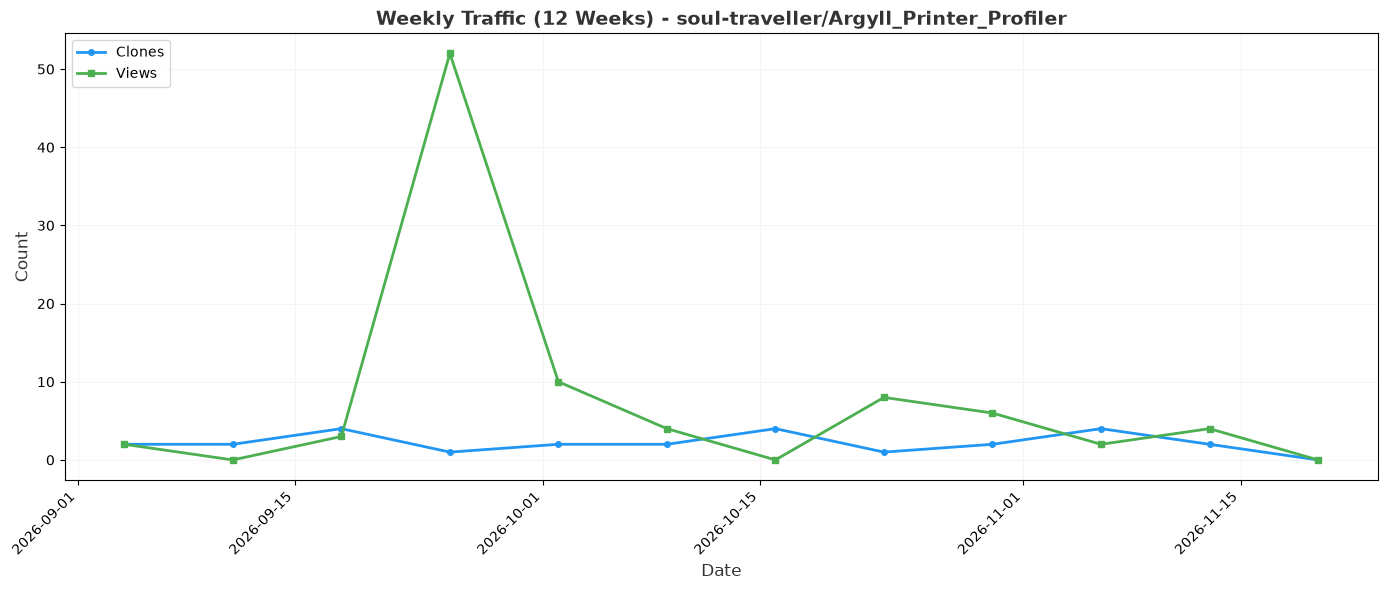 Weekly Traffic (12 Weeks) - soul-traveller/Argyll_Printer_Profiler
Clones
Views
Count
50
40
30
20
10
0
2026-09-01
2026-09-15
2026-10-01
2026-10-15
2026-11-01
2026-11-15
Date